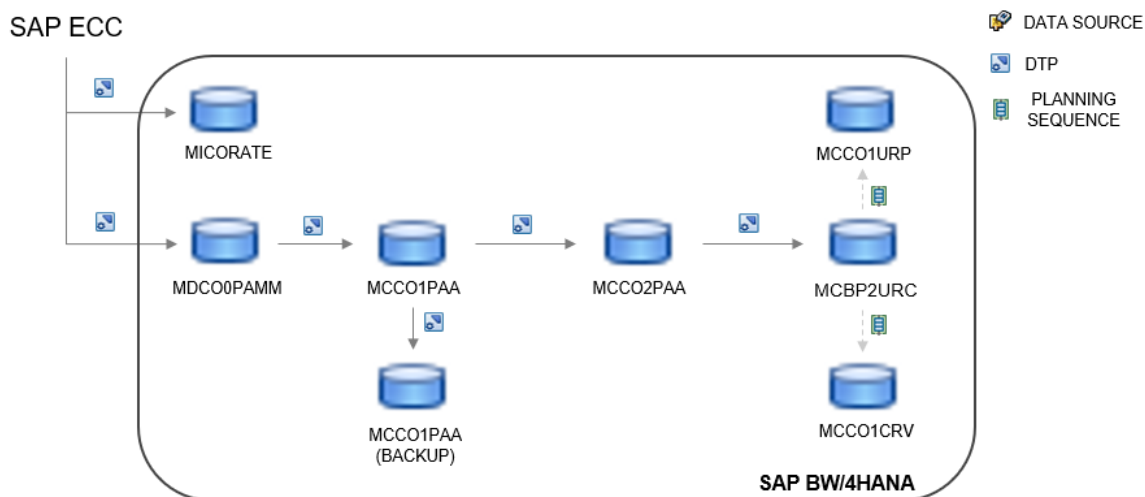 SAP ECC
DATA SOURCE
DTP
PLANNING
SEQUENCE
MICORATE
MCCO1URP
MDCO0PAMM
MCCO1PAA
MCCO2PAA
MCBP2URC
MCCO1PAA
(BACKUP)
MCCO1CRV
SAP BW/4HANA